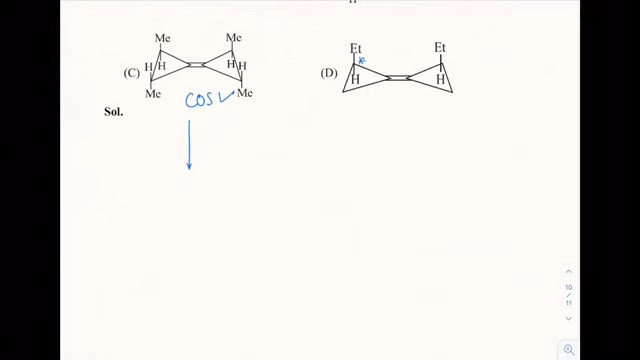 Me Me Et Et
H H H H
(C) H H (D) H H
Me Me
COS ✓
Sol.
10
/
11